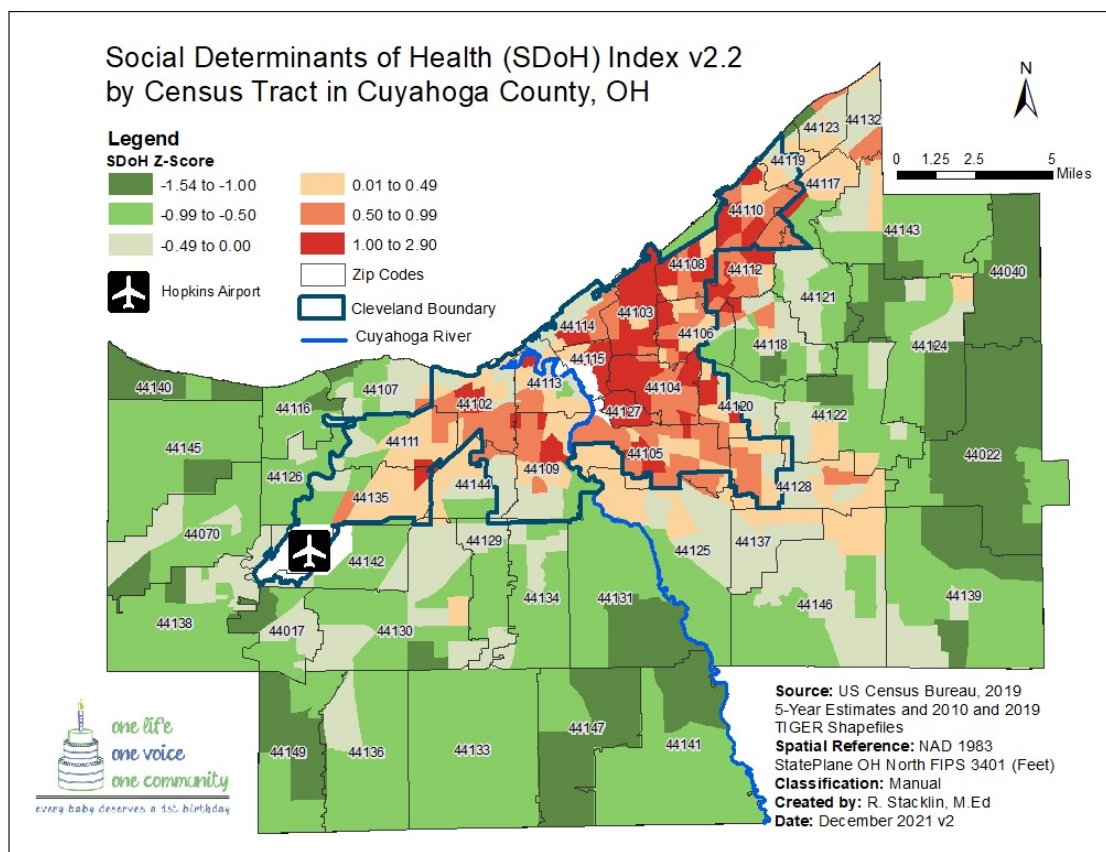 Social Determinants of Health (SDoH) Index v2.2
by Census Tract in Cuyahoga County, OH
Legend
SDoH Z-Score
-1.54 to -1.00
-0.99 to -0.50
-0.49 to 0.00
Hopkins Airport
0.01 to 0.49
0.50 to 0.99
1.00 to 2.90
Zip Codes
Cleveland Boundary
Cuyahoga River
N
0 1.25 2.5 5
Miles
44123
44132
44119
44117
44110
44143
44040
44108
44112
44121
44103
44114
44106
44118
44124
44115
44107
44113
44140
44116
44102
44104
44127
44120
44122
44145
44111
44105
44022
44126
44109
44144
44128
44135
44070
44142
44129
44125
44137
44134
44131
44146
44139
44138
44017
44130
44147
44149
44136
44133
44141
one life
one voice
one community
every baby deserves a 1st birthday
Source: US Census Bureau, 2019
5-Year Estimates and 2010 and 2019
TIGER Shapefiles
Spatial Reference: NAD 1983
StatePlane OH North FIPS 3401 (Feet)
Classification: Manual
Created by: R. Stacklin, M.Ed
Date: December 2021 v2